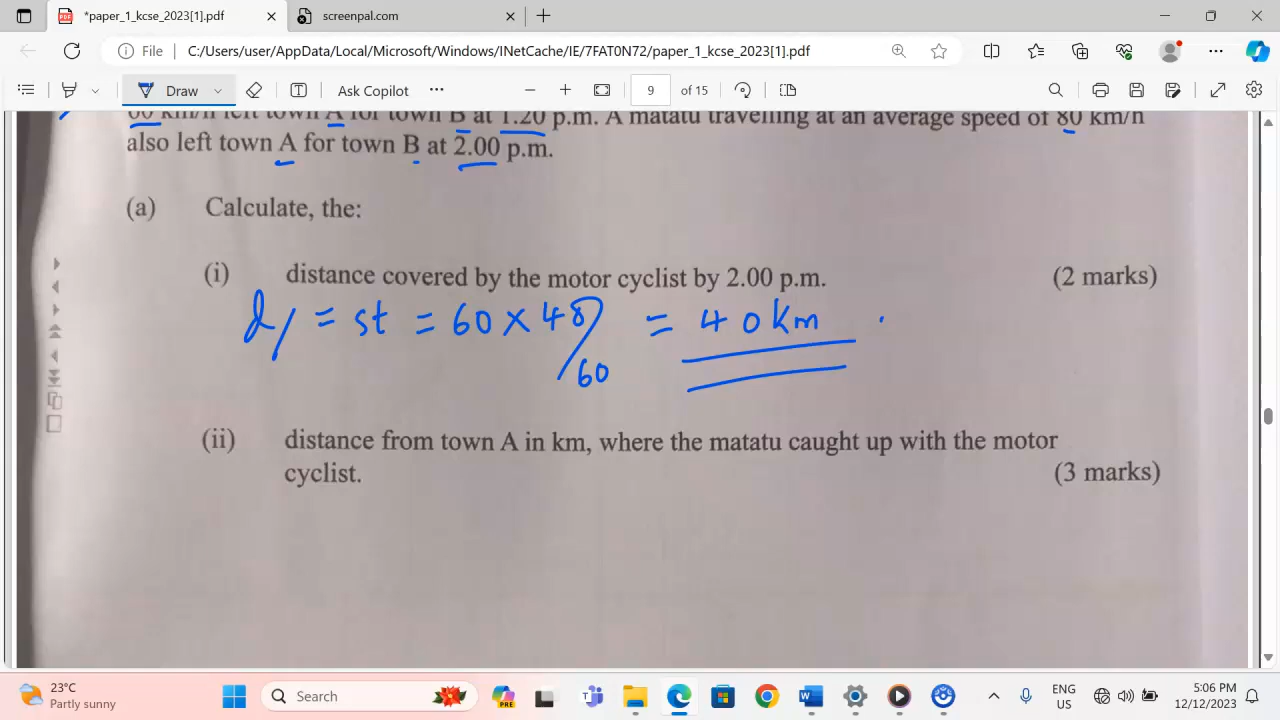 *paper_1_kcse_2023[1].pdf
screenpal.com
File
C:/Users/user/AppData/Local/Microsoft/Windows/INetCache/IE/7FAT0N72/paper_1_kcse_2023[1].pdf
Draw
Ask Copilot
9 of 15
60 km/h left town A for town B at 1.20 p.m. A matatu travelling at an average speed of 80 km/h
also left town A for town B at 2.00 p.m.
(a) Calculate, the:
(i) distance covered by the motor cyclist by 2.00 p.m. (2 marks)
= st = 60 × 40/60 = 40 km
(ii) distance from town A in km, where the matatu caught up with the motor
cyclist. (3 marks)
23°C
Partly sunny
Search
PRE
ENG
US
5:06 PM
12/12/2023